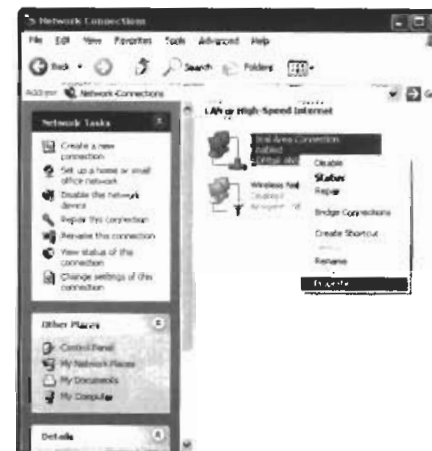 Network Connections
File Edit View Favorites Tools Advanced Help
Back Search Folders
Address Network Connections Go
Network Tasks
Create a new connection
Set up a home or small office network
Disable this network device
Repair this connection
Rename this connection
View status of this connection
Change settings of this connection
Other Places
Control Panel
My Network Places
My Documents
My Computer
Details
LAN or High-Speed Internet
Local Area Connection
Enabled
Wireless Net
Disable
Status
Repair
Bridge Connections
Create Shortcut
Rename
Properties